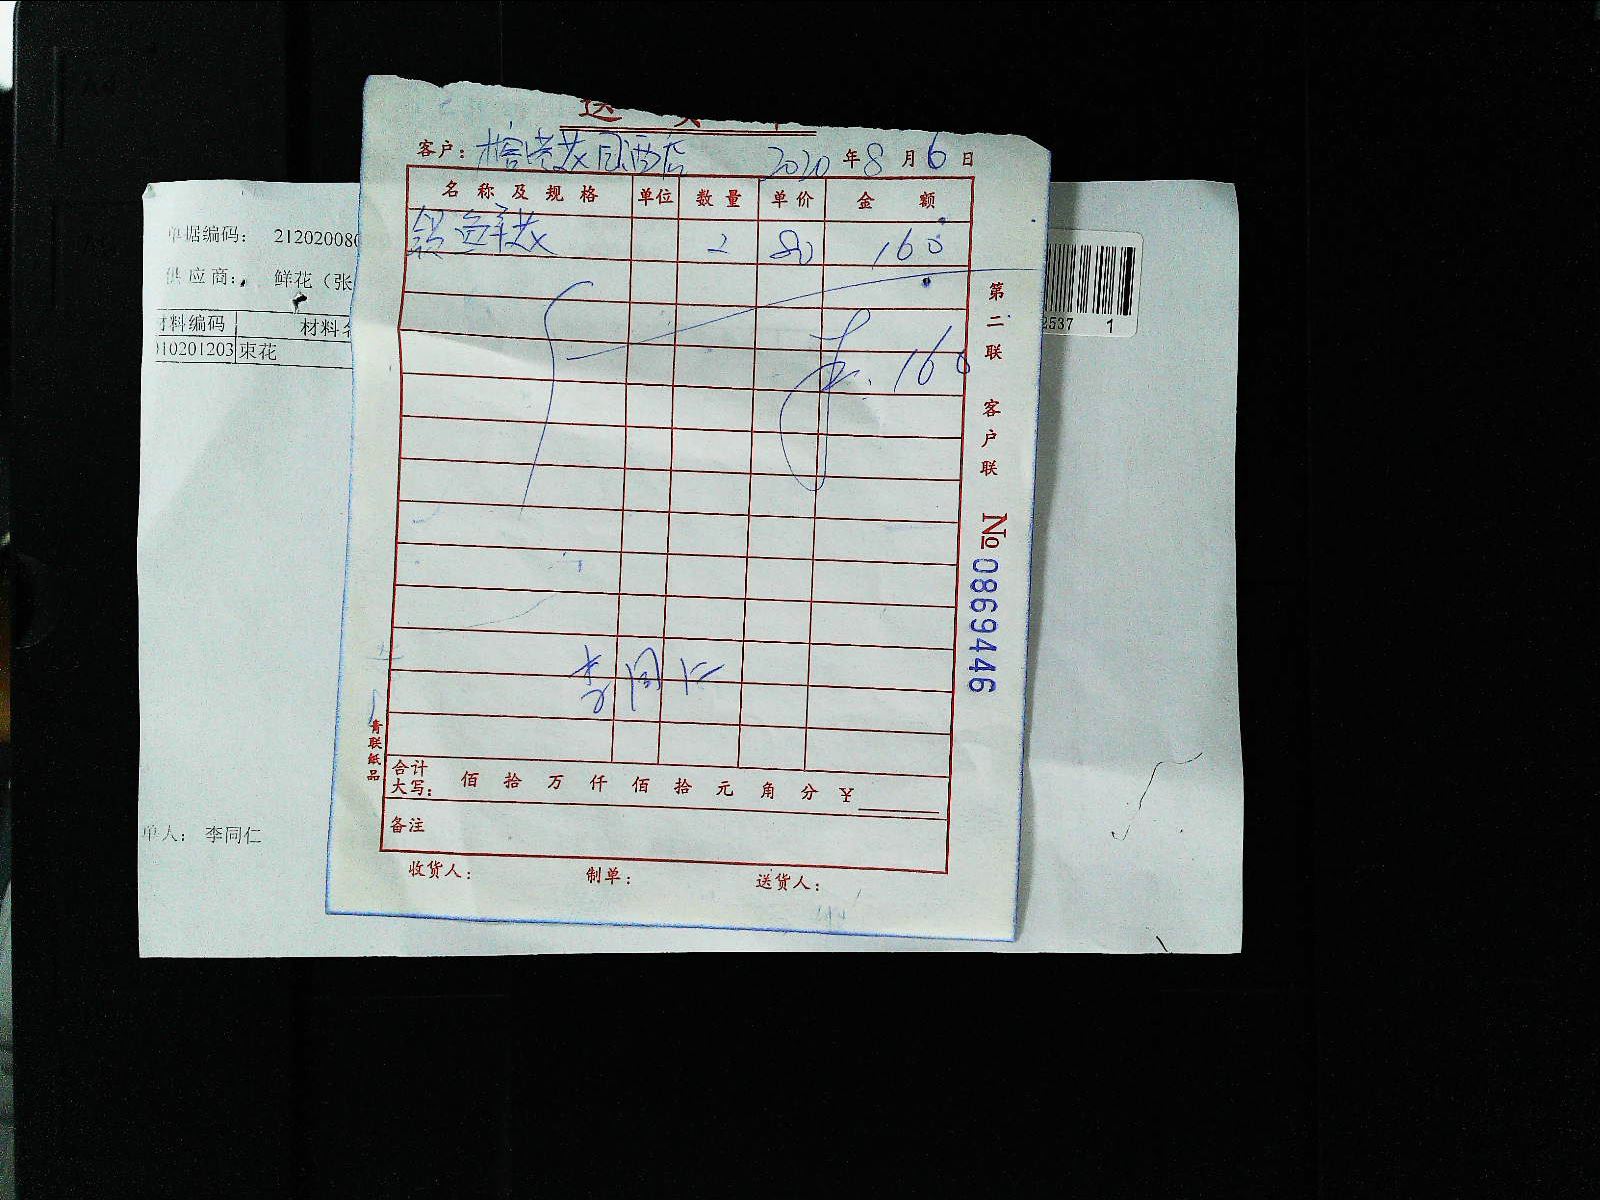 客户: 2020 年 8 月 6 日
名称及规格 单位 数量 单价 金额
2 80 160
160
第二联 客户联
№ 0869446
李同仁
青联纸品
合计大写: 佰 拾 万 仟 佰 拾 元 角 分 ¥
备注
收货人: 制单: 送货人:
单据编码: 212020080
供应商: 鲜花（张
材料编码 材料
10201203 束花
单人: 李同仁
2537 1